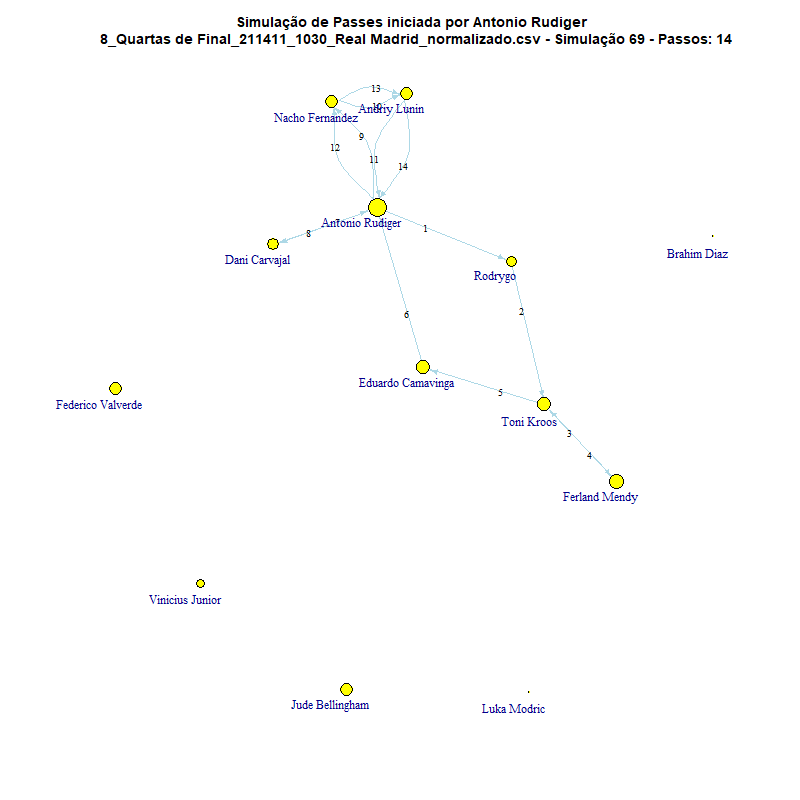 Simulação de Passes iniciada por Antonio Rudiger
8_Quartas de Final_211411_1030_Real Madrid_normalizado.csv - Simulação 69 - Passos: 14
13
10
Nacho Fernandez
Andriy Lunin
9
12
11
14
Antonio Rudiger
7
8
1
Dani Carvajal
Rodrygo
Brahim Diaz
2
6
Eduardo Camavinga
5
Federico Valverde
Toni Kroos
3
4
Ferland Mendy
Vinicius Junior
Jude Bellingham
Luka Modric